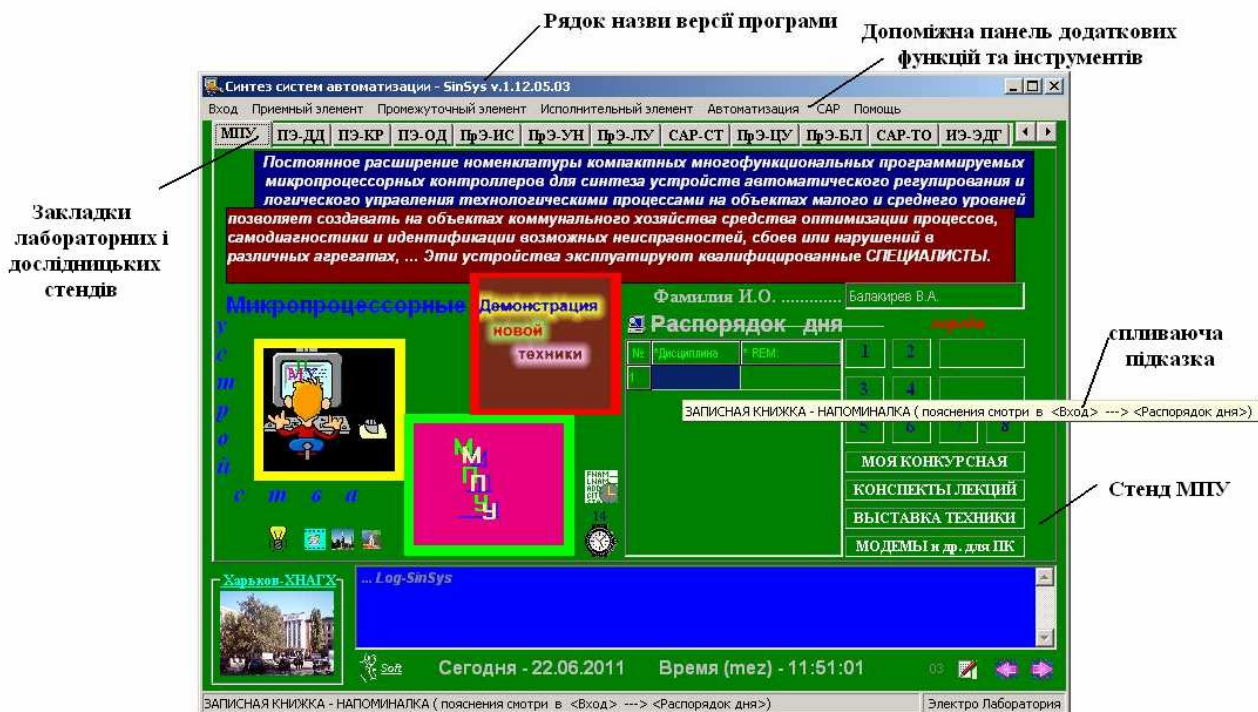 Рядок назви версії програми
Допоміжна панель додаткових
функцій та інструментів
Синтез систем автоматизации - SinSys v.1.12.05.03
Вход Приемный элемент Промежуточный элемент Исполнительный элемент Автоматизация САР Помощь
МПУ ПЭ-ДД ПЭ-КР ПЭ-ОД ПрЭ-ИС ПрЭ-УН ПрЭ-ЛУ САР-СТ ПрЭ-ЦУ ПрЭ-БЛ САР-ТО ИЭ-ЭДГ
Постоянное расширение номенклатуры компактных многофункциональных программируемых
микропроцессорных контроллеров для синтеза устройств автоматического регулирования и
логического управления технологическими процессами на объектах малого и среднего уровней
позволяет создавать на объектах коммунального хозяйства средства оптимизации процессов,
самодиагностики и идентификации возможных неисправностей, сбоев или нарушений в
различных агрегатах, ... Эти устройства эксплуатируют квалифицированные СПЕЦИАЛИСТЫ.
Закладки
лабораторних і
дослідницьких
стендів
Микропроцессорные
устройства
Демонстрация
новой
техники
МПУ
Фамилия И.О. ............ Балакирев В.А.
Распорядок дня
№ *Дисциплина * REM:
1
1 2
3 4
5 6 7 8
спливаюча
підказка
ЗАПИСНАЯ КНИЖКА - НАПОМИНАЛКА ( пояснения смотри в <Вход> ---> <Распорядок дня>)
МОЯ КОНКУРСНАЯ
КОНСПЕКТЫ ЛЕКЦИЙ
ВЫСТАВКА ТЕХНИКИ
МОДЕМЫ и др. для ПК
Стенд МПУ
14
Харьков-ХНАГХ
... Log-SinSys
Soft
Сегодня - 22.06.2011 Время (mez) - 11:51:01 03
ЗАПИСНАЯ КНИЖКА - НАПОМИНАЛКА ( пояснения смотри в <Вход> ---> <Распорядок дня>) Электро Лаборатория